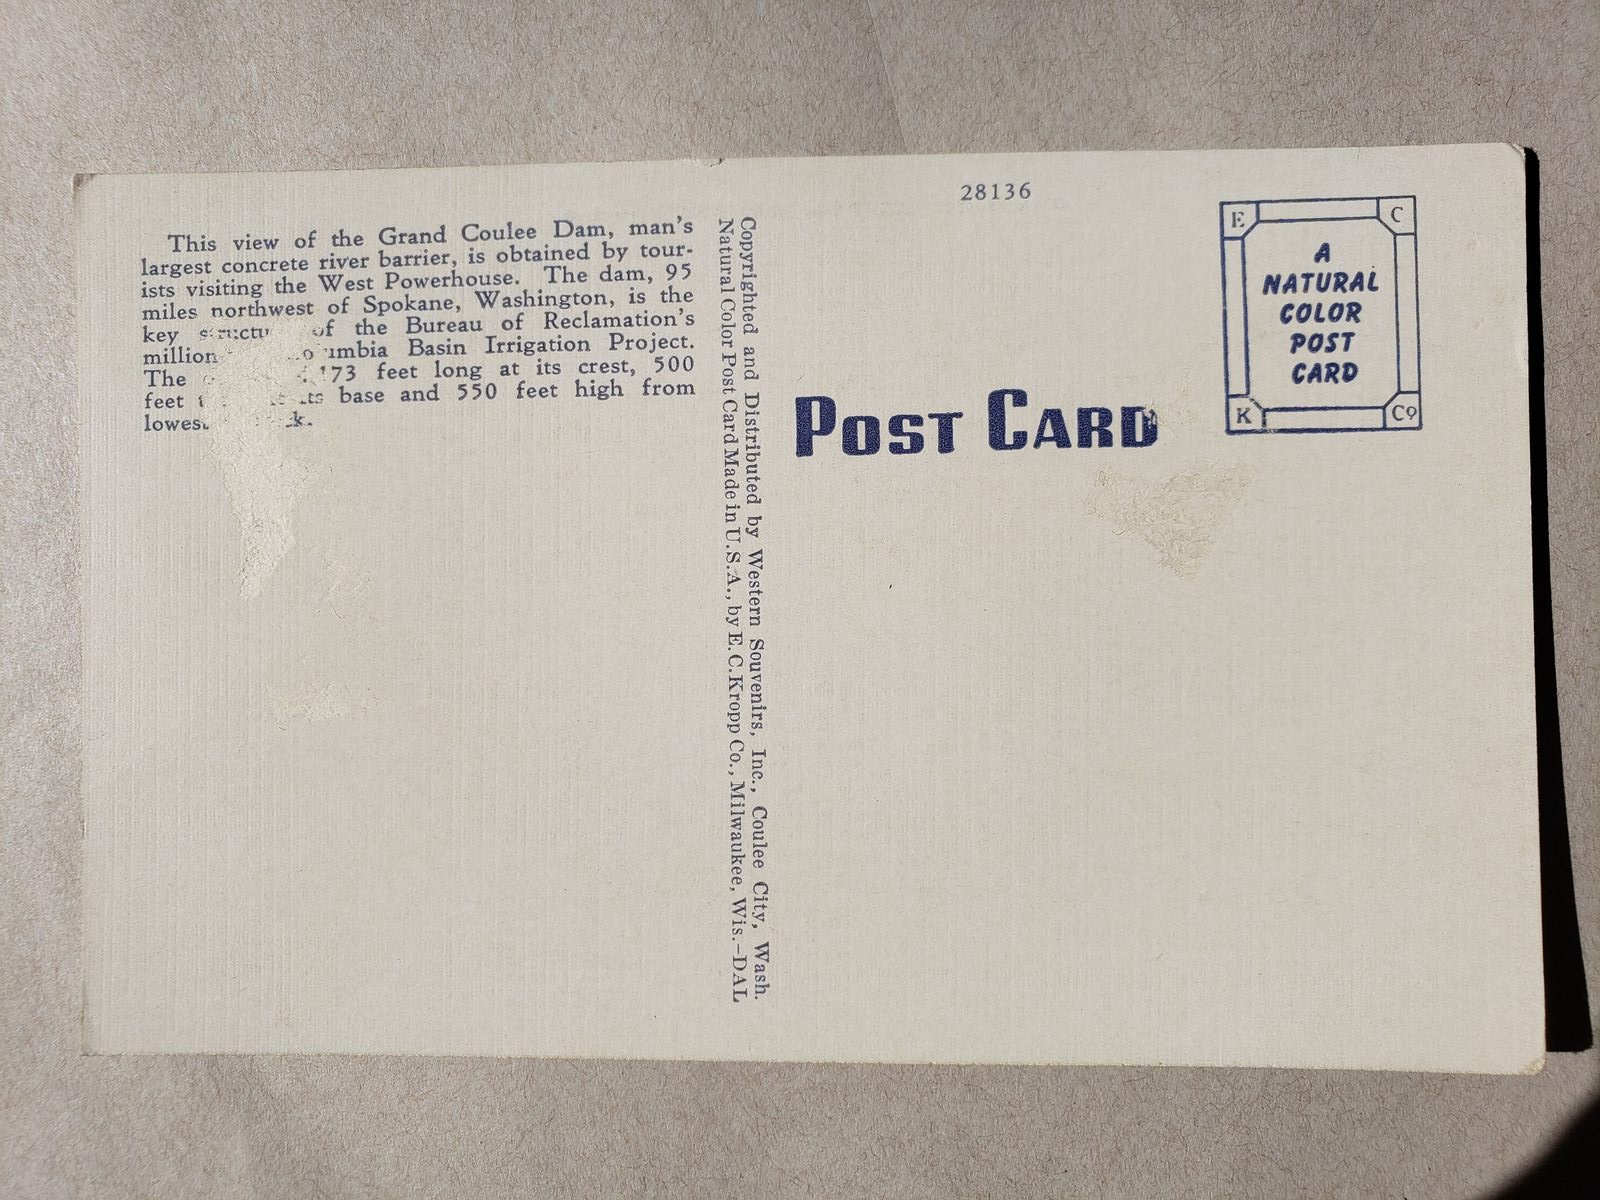 28136
This view of the Grand Coulee Dam, man's
largest concrete river barrier, is obtained by tour-
ists visiting the West Powerhouse. The dam, 95
miles northwest of Spokane, Washington, is the
key of the Bureau of Reclamation's
million Basin Irrigation Project.
The feet long at its crest, 500
feet base and 550 feet high from
Copyrighted and Distributed by Western Souvenirs, Inc., Coulee City, Wash.
Natural Color Post Card Made in U.S.A., by E. C. Kropp Co., Milwaukee, Wis.—DAL
POST CARD
E C
A
NATURAL
COLOR
POST
CARD
K Co